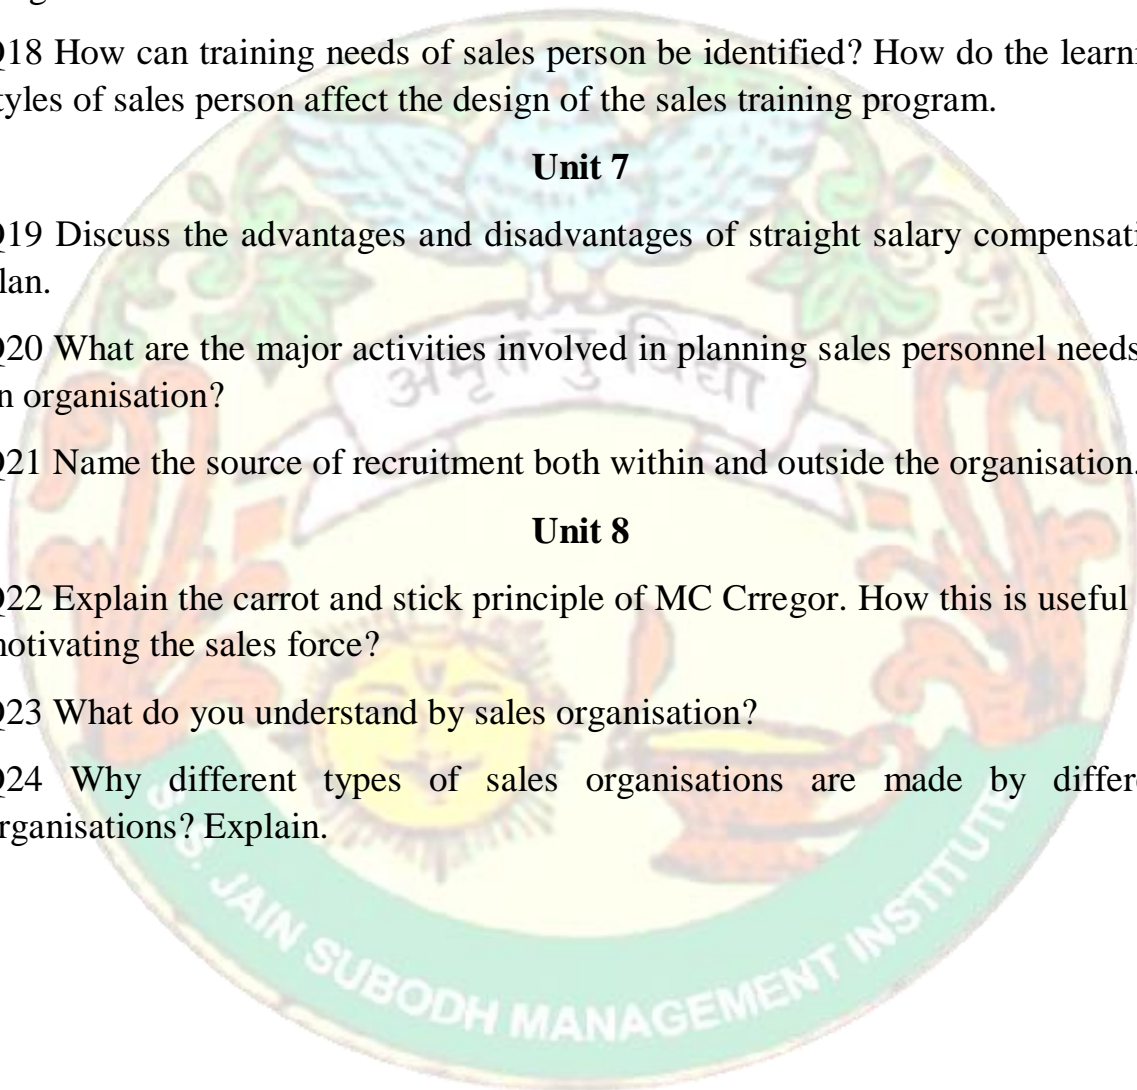 Q18 How can training needs of sales person be identified? How do the learni
tyles of sales person affect the design of the sales training program.
Unit 7
Q19 Discuss the advantages and disadvantages of straight salary compensati
lan.
Q20 What are the major activities involved in planning sales personnel needs
n organisation?
Q21 Name the source of recruitment both within and outside the organisation.
Unit 8
Q22 Explain the carrot and stick principle of MC Crregor. How this is useful
notivating the sales force?
Q23 What do you understand by sales organisation?
Q24 Why different types of sales organisations are made by differe
rganisations? Explain.
अमृतं तु विद्या
S.S. JAIN SUBODH MANAGEMENT INSTITUTE